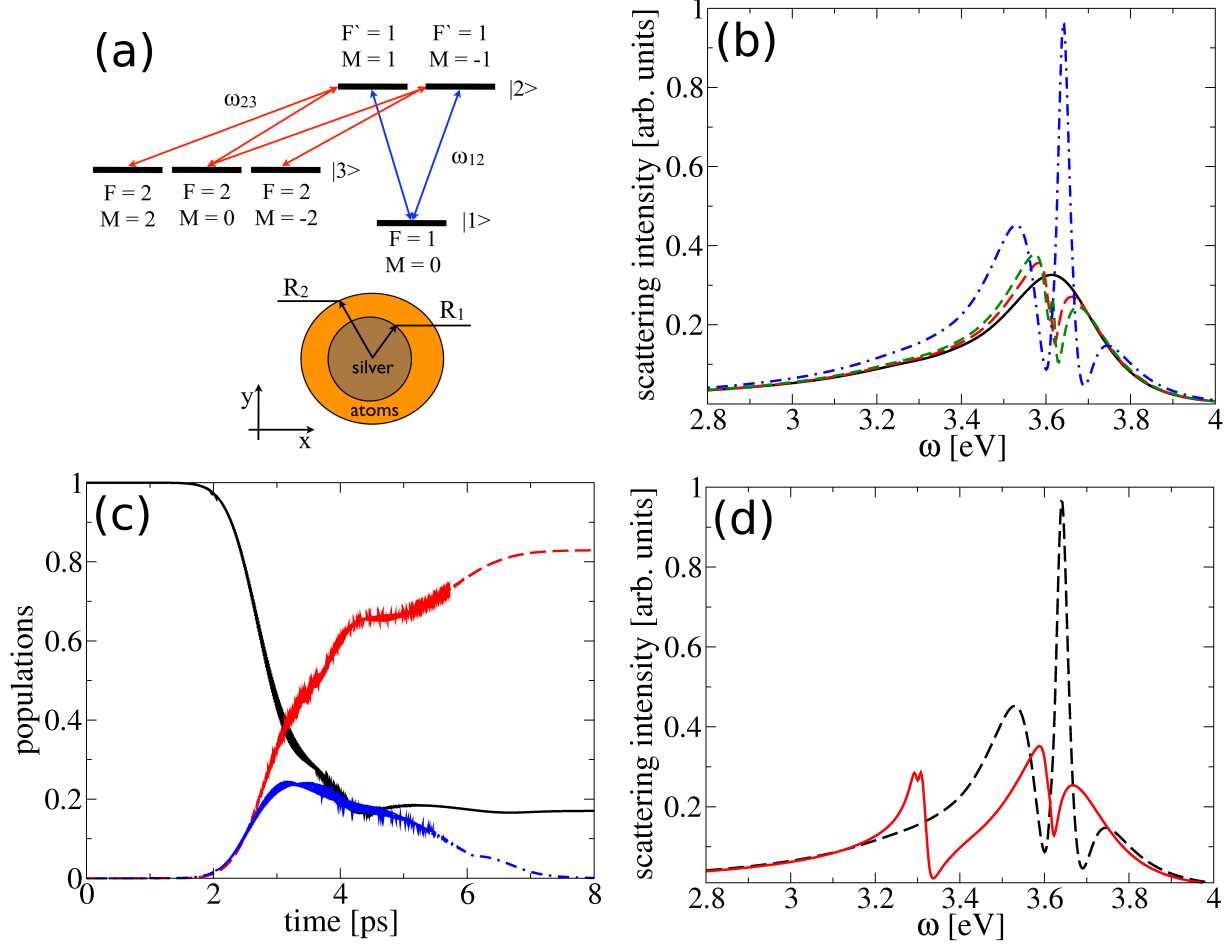 (a)
F` = 1 F` = 1
M = 1 M = -1
|2>
ω23
ω12
|3>
F = 2 F = 2 F = 2
M = 2 M = 0 M = -2
|1>
F = 1
M = 0
R2
R1
silver
atoms
y
x
(b)
scattering intensity [arb. units]
1
0.8
0.6
0.4
0.2
2.8 3 3.2 3.4 3.6 3.8 4
ω [eV]
(c)
populations
1
0.8
0.6
0.4
0.2
0
0 2 4 6 8
time [ps]
(d)
scattering intensity [arb. units]
1
0.8
0.6
0.4
0.2
2.8 3 3.2 3.4 3.6 3.8 4
ω [eV]